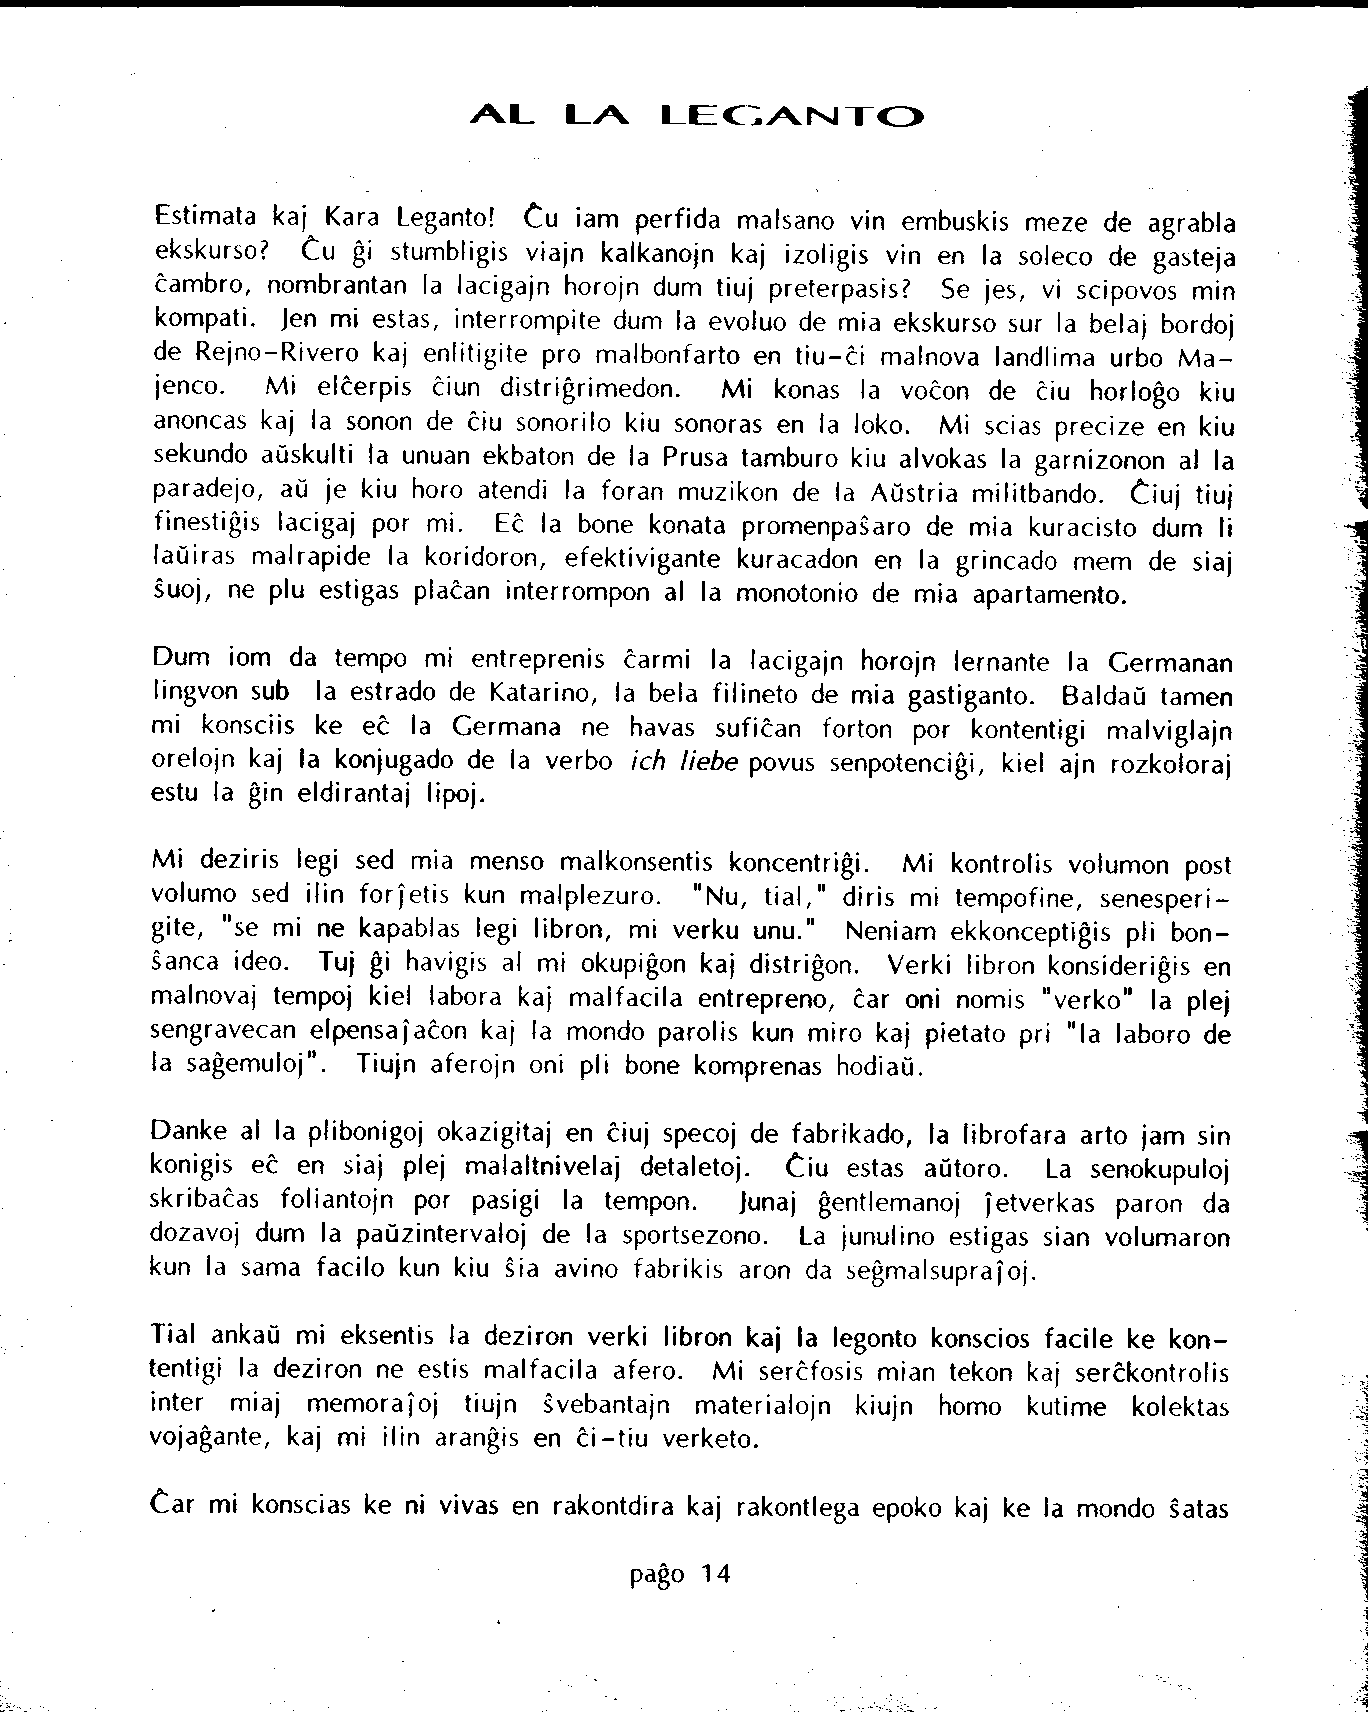 AL LA LEGANTO
Estimata kaj Kara Leganto! Ĉu iam perfida malsano vin embuskis meze de agrabla
ekskurso? Ĉu ĝi stumbligis viajn kalkanojn kaj izoligis vin en la soleco de gasteja
ĉambro, nombrantan la lacigajn horojn dum tiuj preterpasis? Se jes, vi scipovos min
kompati. Jen mi estas, interrompite dum la evoluo de mia ekskurso sur la belaj bordoj
de Rejno-Rivero kaj enlitigite pro malbonfarto en tiu-ĉi malnova landlima urbo Ma-
jenco. Mi elĉerpis ĉiun distriĝrimedon. Mi konas la voĉon de ĉiu horloĝo kiu
anoncas kaj la sonon de ĉiu sonorilo kiu sonoras en la loko. Mi scias precize en kiu
sekundo aŭskulti la unuan ekbaton de la Prusa tamburo kiu alvokas la garnizonon al la
paradejo, aŭ je kiu horo atendi la foran muzikon de la Aŭstria militbando. Ĉiuj tiuj
finestiĝis lacigaj por mi. Eĉ la bone konata promenpaŝaro de mia kuracisto dum li
laŭiras malrapide la koridoron, efektivigante kuracadon en la grincado mem de siaj
ŝuoj, ne plu estigas plaĉan interrompon al la monotonio de mia apartamento.
Dum iom da tempo mi entreprenis ĉarmi la lacigajn horojn lernante la Germanan
lingvon sub la estrado de Katarino, la bela filineto de mia gastiganto. Baldaŭ tamen
mi konsciis ke eĉ la Germana ne havas sufiĉan forton por kontentigi malviglajn
orelojn kaj la konjugado de la verbo ich liebe povus senpotenciĝi, kiel ajn rozkoloraj
estu la ĝin eldirantaj lipoj.
Mi deziris legi sed mia menso malkonsentis koncentriĝi. Mi kontrolis volumon post
volumo sed ilin forĵetis kun malplezuro. "Nu, tial," diris mi tempofine, senesperi-
gite, "se mi ne kapablas legi libron, mi verku unu." Neniam ekkonceptiĝis pli bon-
ŝanca ideo. Tuj ĝi havigis al mi okupiĝon kaj distriĝon. Verki libron konsideriĝis en
malnovaj tempoj kiel labora kaj malfacila entrepreno, ĉar oni nomis "verko" la plej
sengravecan elpensaĵaĉon kaj la mondo parolis kun miro kaj pietato pri "la laboro de
la saĝemuloj". Tiujn aferojn oni pli bone komprenas hodiaŭ.
Danke al la plibonigoj okazigitaj en ĉiuj specoj de fabrikado, la librofara arto jam sin
konigis eĉ en siaj plej malaltnivelaj detaletoj. Ĉiu estas aŭtoro. La senokupuloj
skribaĉas foliantojn por pasigi la tempon. Junaj ĝentlemanoj ĵetverkas paron da
dozavoj dum la paŭzintervaloj de la sportsezono. La junulino estigas sian volumaron
kun la sama facilo kun kiu ŝia avino fabrikis aron da seĝmalsupraĵoj.
Tial ankaŭ mi eksentis la deziron verki libron kaj la legonto konscios facile ke kon-
tentigi la deziron ne estis malfacila afero. Mi serĉfosis mian tekon kaj serĉkontrolis
inter miaj memoraĵoj tiujn ŝvebantajn materialojn kiujn homo kutime kolektas
vojaĝante, kaj mi ilin aranĝis en ĉi-tiu verketo.
Ĉar mi konscias ke ni vivas en rakontdira kaj rakontlega epoko kaj ke la mondo ŝatas
paĝo 14